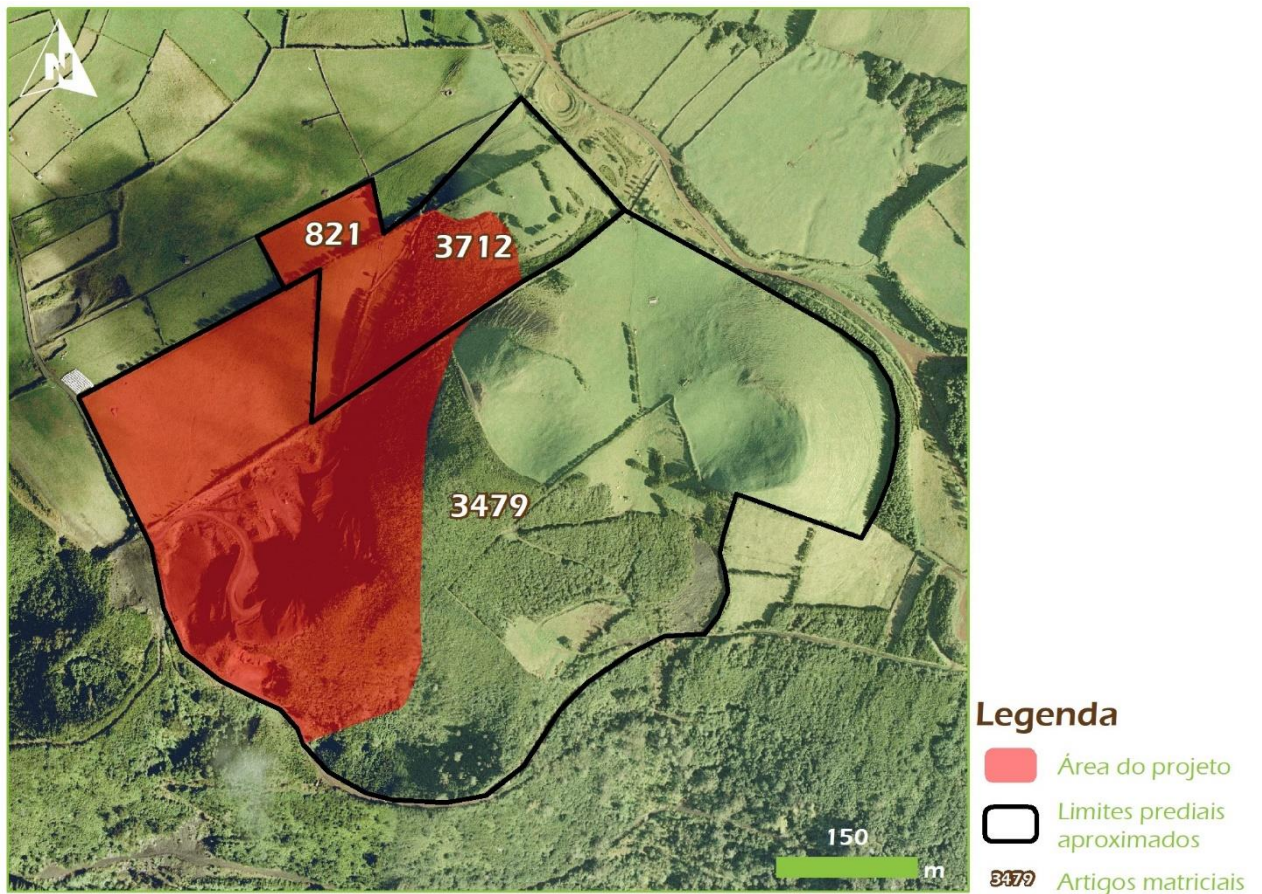 N
821
3712
3479
150
m
Legenda
Área do projeto
Limites prediais
aproximados
3479 Artigos matriciais